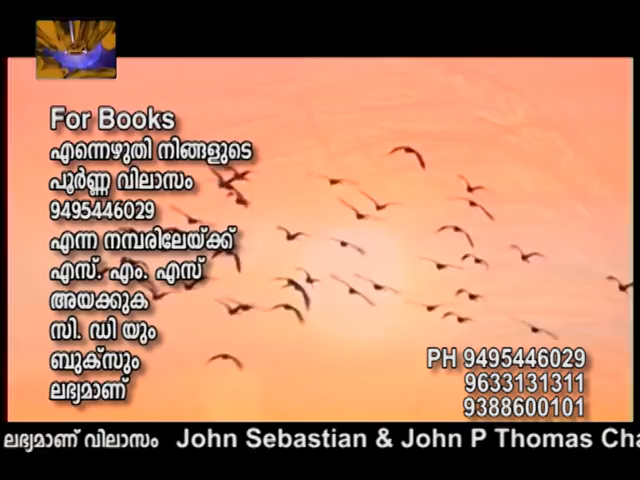 For Books
എന്നെഴുതി നിങ്ങളുടെ
പൂർണ്ണ വിലാസം
9495446029
എന്ന നമ്പരിലേയ്ക്ക്
എസ്. എം. എസ്
അയക്കുക
സി. ഡി യും
ബുക്സും
ലഭ്യമാണ്
PH 9495446029
9633131311
9388600101
ലഭ്യമാണ് വിലാസം John Sebastian & John P Thomas Cha